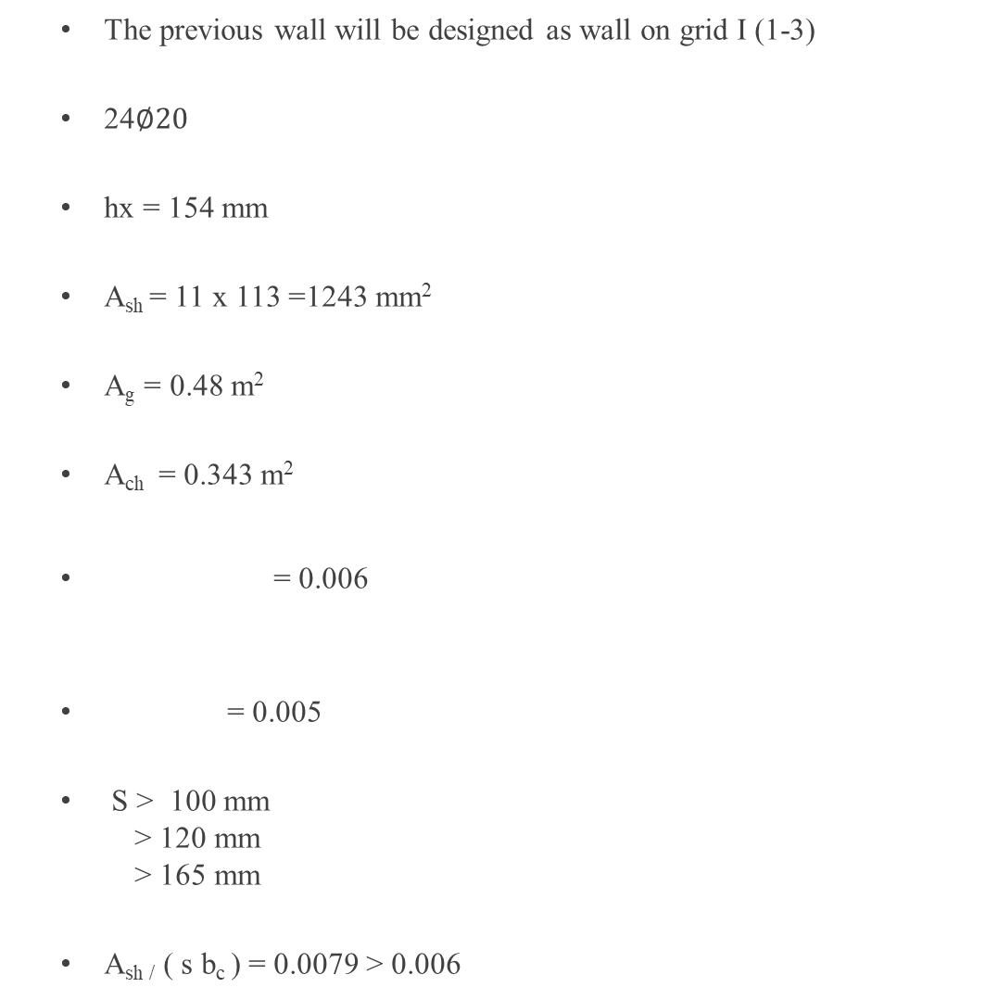 • The previous wall will be designed as wall on grid I (1-3)
• 24∅20
• hx = 154 mm
• Ash = 11 x 113 =1243 mm²
• Ag = 0.48 m²
• Ach = 0.343 m²
• = 0.006
• = 0.005
• S > 100 mm
> 120 mm
> 165 mm
• Ash / ( s bc ) = 0.0079 > 0.006